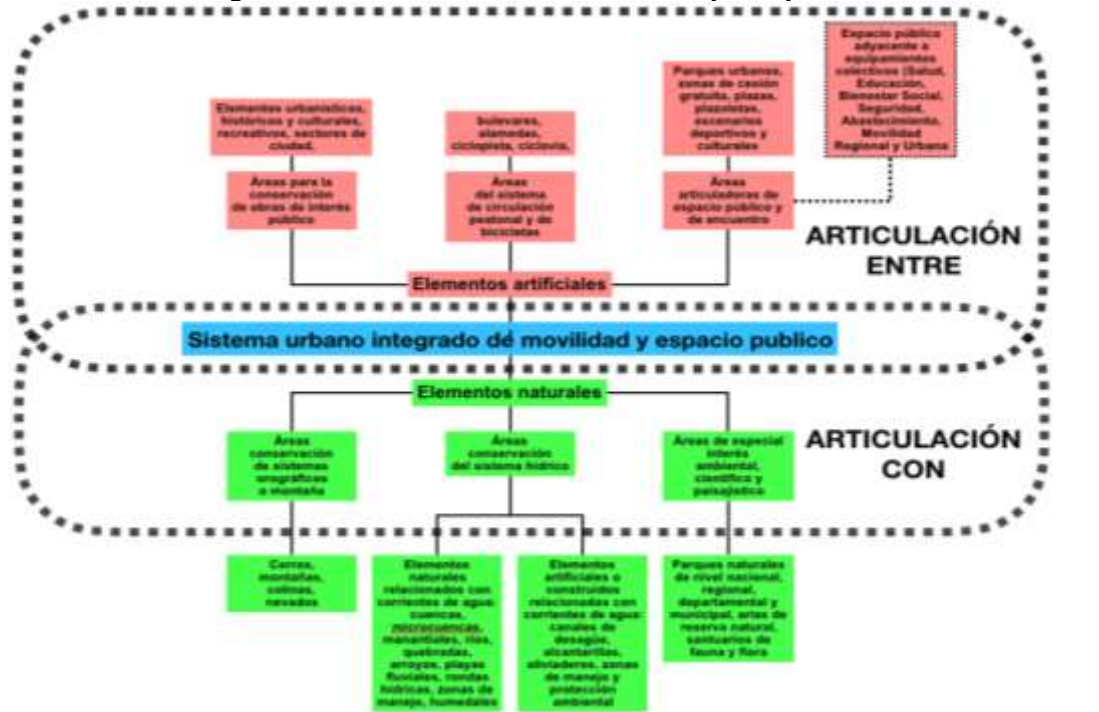 Espacio público
adyacente a
equipamientos
colectivos (Salud,
Educación,
Bienestar Social,
Seguridad,
Abastecimiento,
Movilidad
Regional y Urbana
Parques urbanos,
zonas de cesión
gratuita, plazas,
plazoletas,
escenarios
deportivos y
culturales
Elementos urbanísticos,
históricos y culturales,
recreativos, sectores de
ciudad.
bulevares,
alamedas,
ciclopista, ciclovía,
Áreas para la
conservación
de obras de interés
público
Áreas
del sistema
de circulación
peatonal y de
bicicletas
Áreas
articuladoras de
espacio público y
de encuentro
ARTICULACIÓN
ENTRE
Elementos artificiales
Sistema urbano integrado de movilidad y espacio publico
Elementos naturales
Áreas
conservación
de sistemas
orográficos
o montaña
Áreas
conservación
del sistema hídrico
Áreas de especial
interés
ambiental,
científica y
paisajístico
ARTICULACIÓN
CON
Cerros,
montañas,
colinas,
nevados
Elementos
naturales
relacionados con
corrientes de agua:
cuencas,
microcuencas,
manantiales, ríos,
quebradas,
arroyos, playas
fluviales, rondas
hídricas, zonas de
manejo, humedales
Elementos
artificiales o
construidos
relacionados con
corrientes de agua:
canales de
desagüe,
alcantarillas,
aliviaderos, zonas
de manejo y
protección
ambiental
Parques naturales
de nivel nacional,
regional,
departamental y
municipal, arias de
reserva natural,
santuarios de
fauna y flora